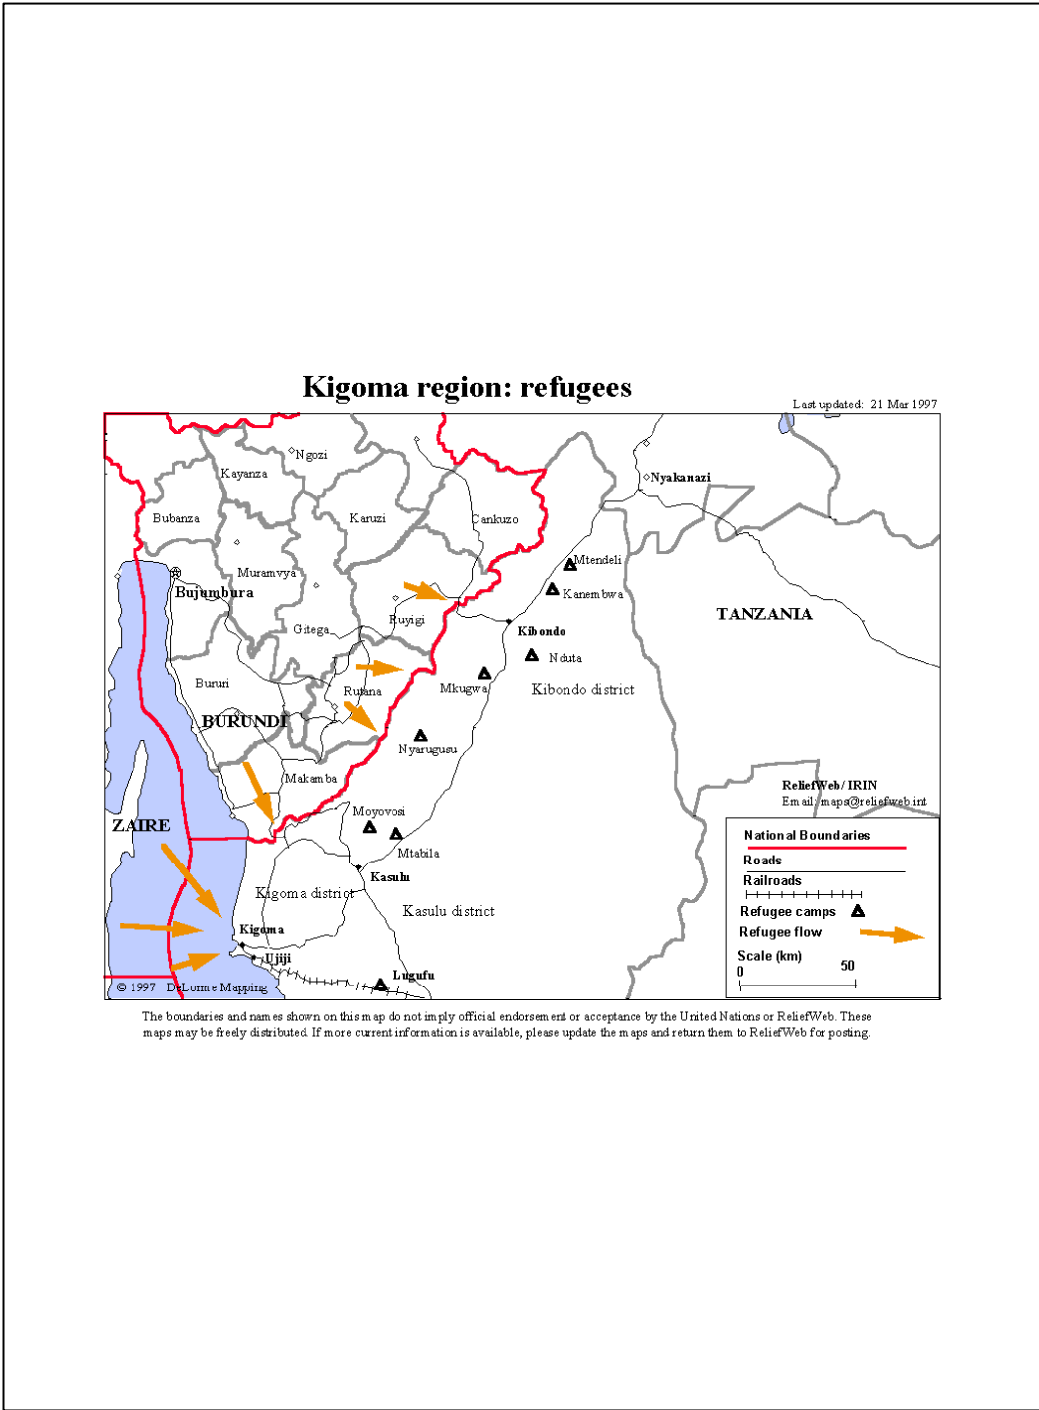 Kigoma region: refugees
Last updated: 21 Mar 1997
Ngozi
Kayanza
Nyakanazi
Bubanza
Karuzi
Cankuzo
Mtendeli
Muramvya
Bujumbura
Kanembwa
TANZANIA
Ruyigi
Gitega
Kibondo
Nduta
Bururi
Rutana
Mkugwa
Kibondo district
BURUNDI
Nyarugusu
Makamba
ReliefWeb/ IRIN
Email: maps@reliefweb.int
Moyovosi
ZAIRE
Mtabila
Kasulu
Kigoma district
Kasulu district
Kigoma
Ujiji
Lugufu
© 1997 DeLorme Mapping
National Boundaries
Roads
Railroads
Refugee camps
Refugee flow
Scale (km)
0 50
The boundaries and names shown on this map do not imply official endorsement or acceptance by the United Nations or ReliefWeb. These
maps may be freely distributed. If more current information is available, please update the maps and return them to ReliefWeb for posting.